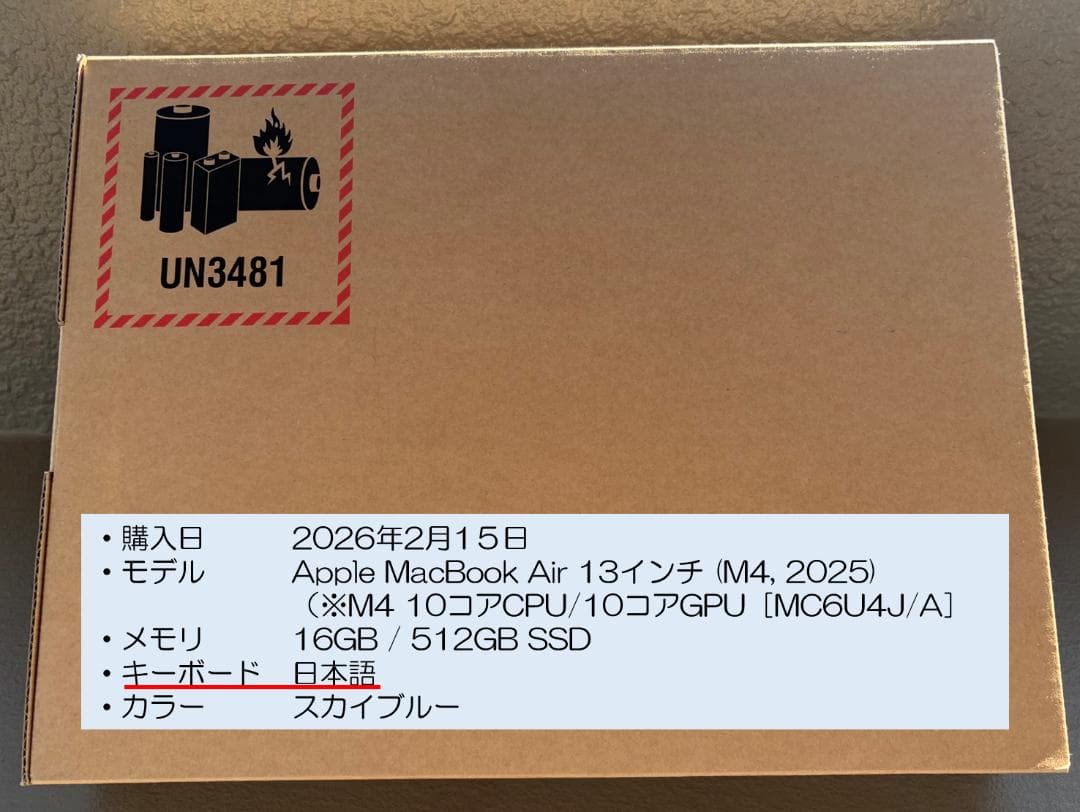 UN3481
・購入日 2026年2月15日
・モデル Apple MacBook Air 13インチ (M4, 2025)
（※M4 10コアCPU/10コアGPU［MC6U4J/A］
・メモリ 16GB / 512GB SSD
・キーボード 日本語
・カラー スカイブルー